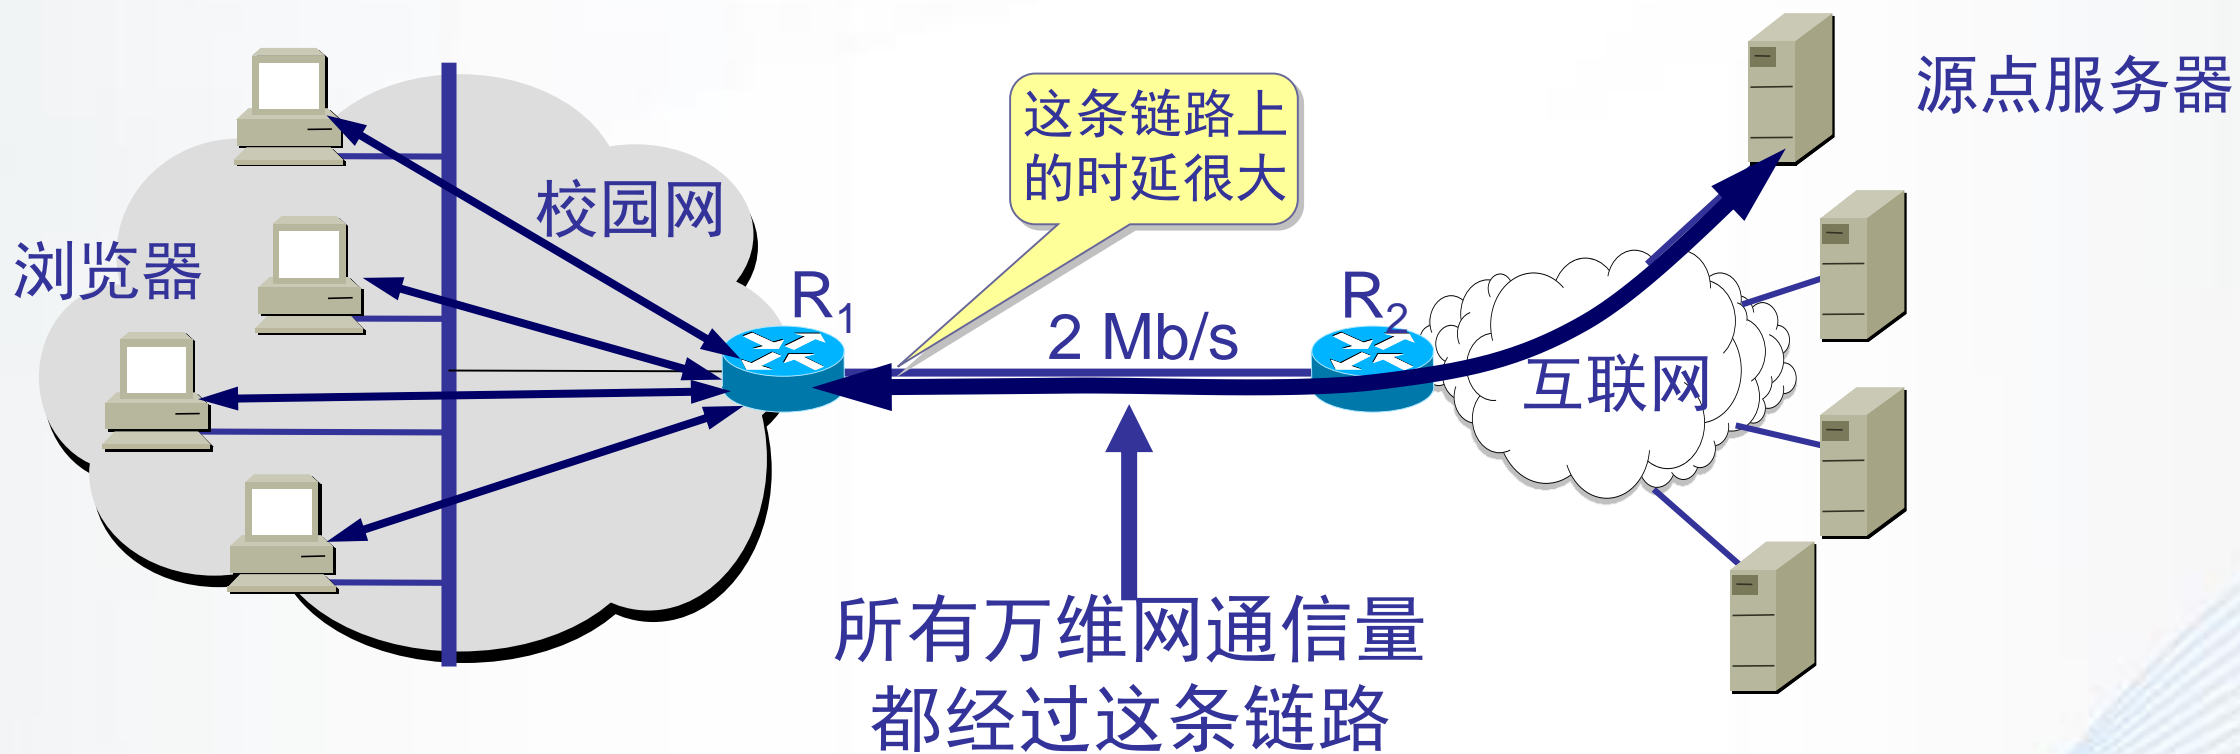 源点服务器
这条链路上
的时延很大
校园网
浏览器
R1
2 Mb/s
R2
互联网
所有万维网通信量
都经过这条链路